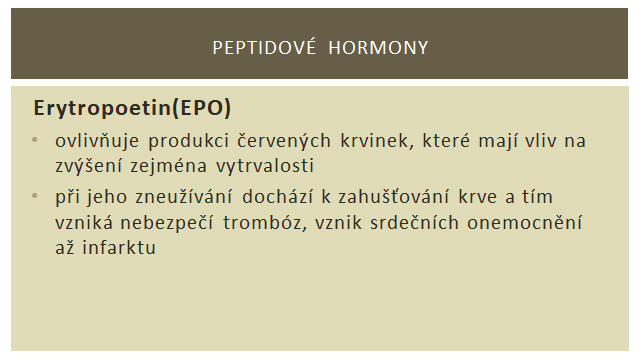 PEPTIDOVÉ HORMONY
Erytropoetin(EPO)
• ovlivňuje produkci červených krvinek, které mají vliv na
zvýšení zejména vytrvalosti
• při jeho zneužívání dochází k zahušťování krve a tím
vzniká nebezpečí trombóz, vznik srdečních onemocnění
až infarktu